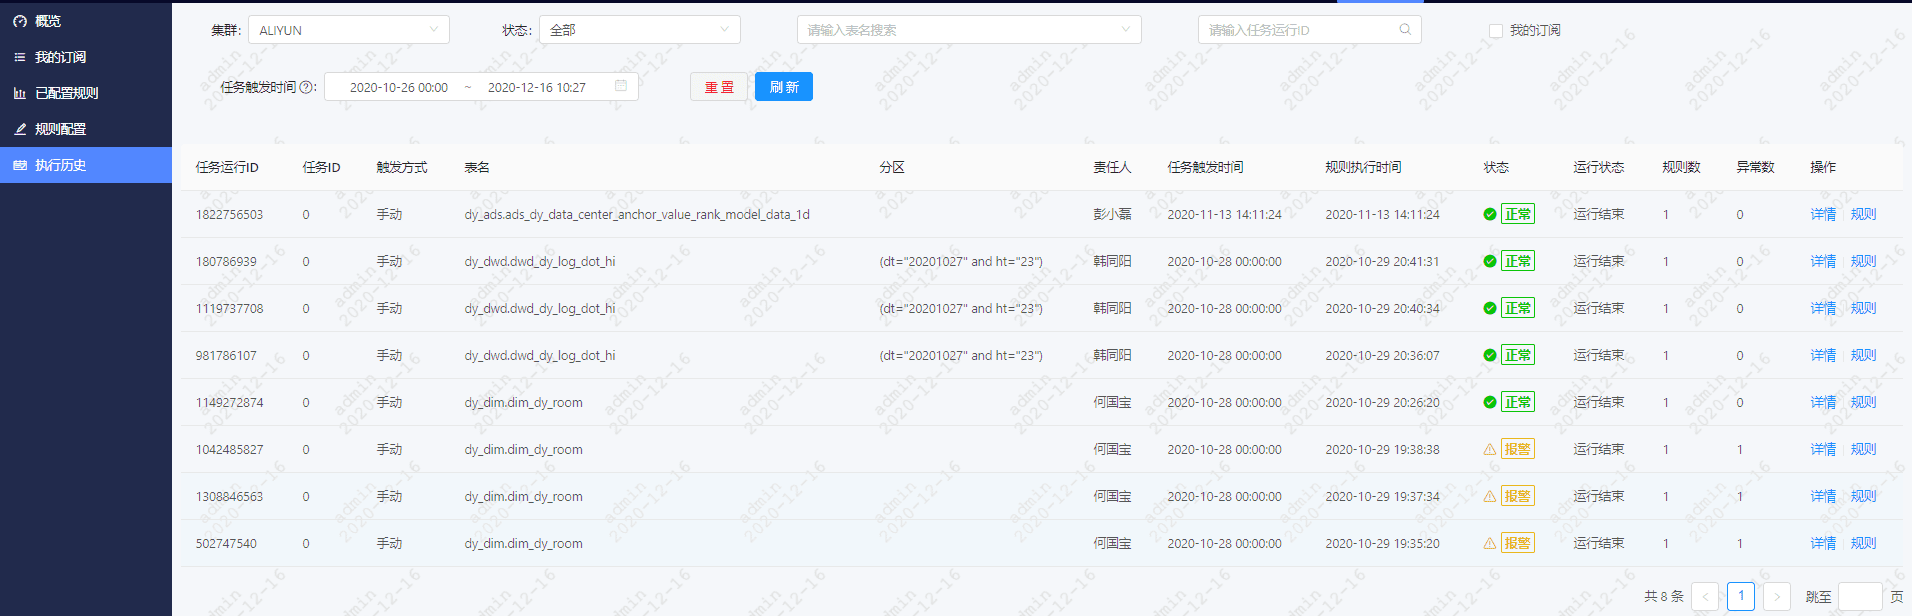 概览
我的订阅
已配置规则
规则配置
执行历史
集群: ALIYUN 状态: 全部 请输入表名搜索 请输入任务运行ID 我的订阅
任务触发时间 : 2020-10-26 00:00 ~ 2020-12-16 10:27 重 置 刷 新
任务运行ID 任务ID 触发方式 表名 分区 责任人 任务触发时间 规则执行时间 状态 运行状态 规则数 异常数 操作
1822756503 0 手动 dy_ads.ads_dy_data_center_anchor_value_rank_model_data_1d 彭小磊 2020-11-13 14:11:24 2020-11-13 14:11:24 正常 运行结束 1 0 详情 规则
180786939 0 手动 dy_dwd.dwd_dy_log_dot_hi (dt="20201027" and ht="23") 韩同阳 2020-10-28 00:00:00 2020-10-29 20:41:31 正常 运行结束 1 0 详情 规则
1119737708 0 手动 dy_dwd.dwd_dy_log_dot_hi (dt="20201027" and ht="23") 韩同阳 2020-10-28 00:00:00 2020-10-29 20:40:34 正常 运行结束 1 0 详情 规则
981786107 0 手动 dy_dwd.dwd_dy_log_dot_hi (dt="20201027" and ht="23") 韩同阳 2020-10-28 00:00:00 2020-10-29 20:36:07 正常 运行结束 1 0 详情 规则
1149272874 0 手动 dy_dim.dim_dy_room 何国宝 2020-10-28 00:00:00 2020-10-29 20:26:20 正常 运行结束 1 0 详情 规则
1042485827 0 手动 dy_dim.dim_dy_room 何国宝 2020-10-28 00:00:00 2020-10-29 19:38:38 报警 运行结束 1 1 详情 规则
1308846563 0 手动 dy_dim.dim_dy_room 何国宝 2020-10-28 00:00:00 2020-10-29 19:37:34 报警 运行结束 1 1 详情 规则
502747540 0 手动 dy_dim.dim_dy_room 何国宝 2020-10-28 00:00:00 2020-10-29 19:35:20 报警 运行结束 1 1 详情 规则
共 8 条 < 1 > 跳至 页
admin
2020-12-16